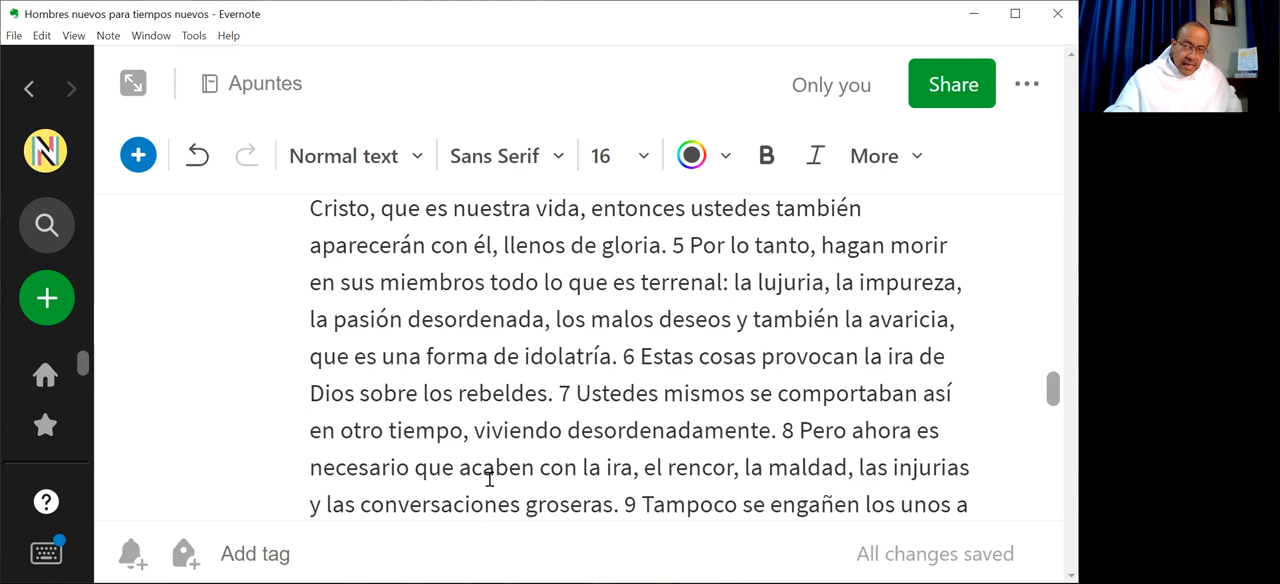 Hombres nuevos para tiempos nuevos - Evernote
File Edit View Note Window Tools Help
Apuntes
Only you
Share
Normal text
Sans Serif
16
B
I
More
Cristo, que es nuestra vida, entonces ustedes también
aparecerán con él, llenos de gloria. 5 Por lo tanto, hagan morir
en sus miembros todo lo que es terrenal: la lujuria, la impureza,
la pasión desordenada, los malos deseos y también la avaricia,
que es una forma de idolatría. 6 Estas cosas provocan la ira de
Dios sobre los rebeldes. 7 Ustedes mismos se comportaban así
en otro tiempo, viviendo desordenadamente. 8 Pero ahora es
necesario que acaben con la ira, el rencor, la maldad, las injurias
y las conversaciones groseras. 9 Tampoco se engañen los unos a
Add tag
All changes saved